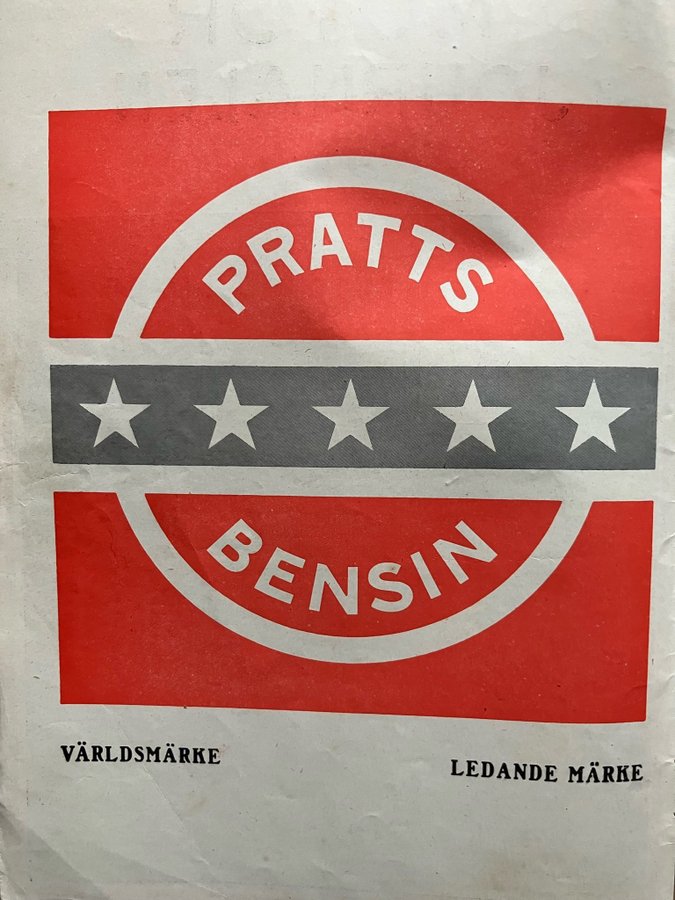 PRATTS
BENSIN
VÄRLDSMÄRKE
LEDANDE MÄRKE